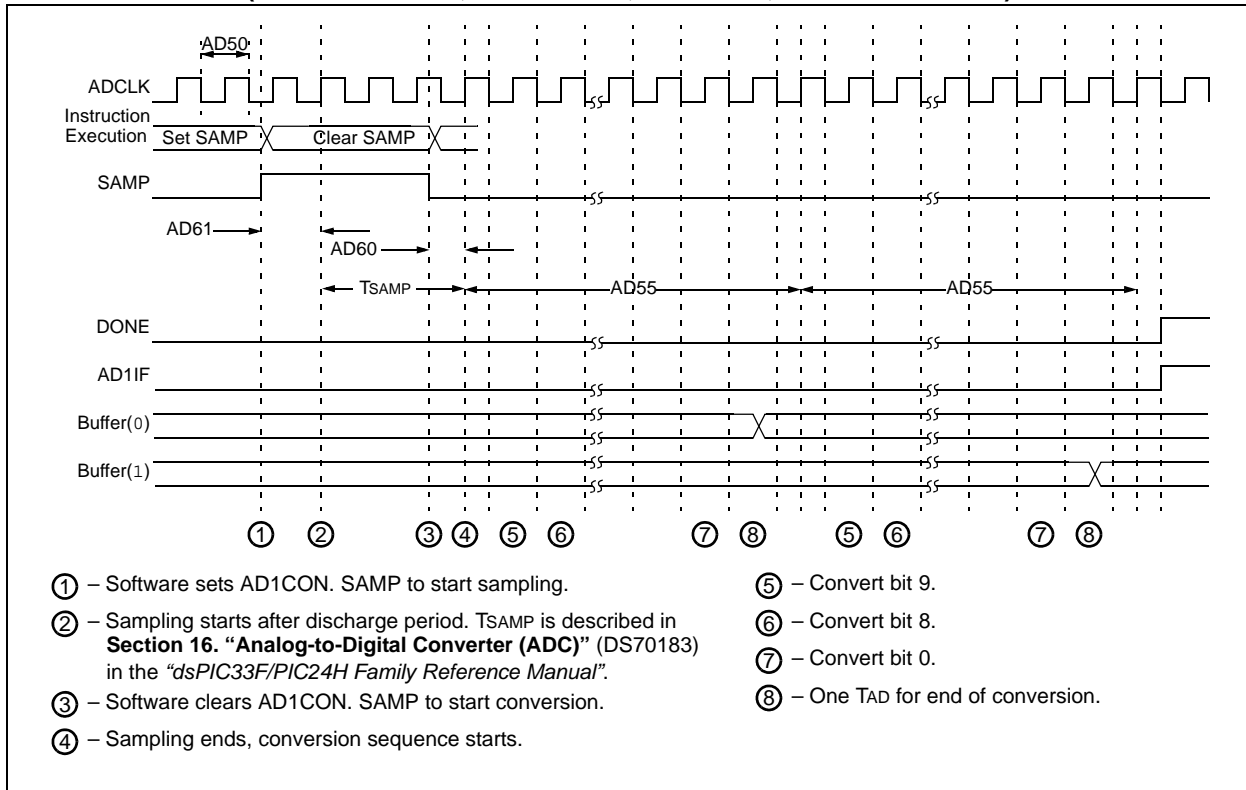 AD50
ADCLK
Instruction
Execution
Set SAMP
Clear SAMP
SAMP
AD61
AD60
TSAMP
AD55
AD55
DONE
AD1IF
Buffer(0)
Buffer(1)
1 2 3 4 5 6 7 8 5 6 7 8
1 – Software sets AD1CON. SAMP to start sampling.
2 – Sampling starts after discharge period. TSAMP is described in
Section 16. “Analog-to-Digital Converter (ADC)” (DS70183)
in the “dsPIC33F/PIC24H Family Reference Manual”.
3 – Software clears AD1CON. SAMP to start conversion.
4 – Sampling ends, conversion sequence starts.
5 – Convert bit 9.
6 – Convert bit 8.
7 – Convert bit 0.
8 – One TAD for end of conversion.